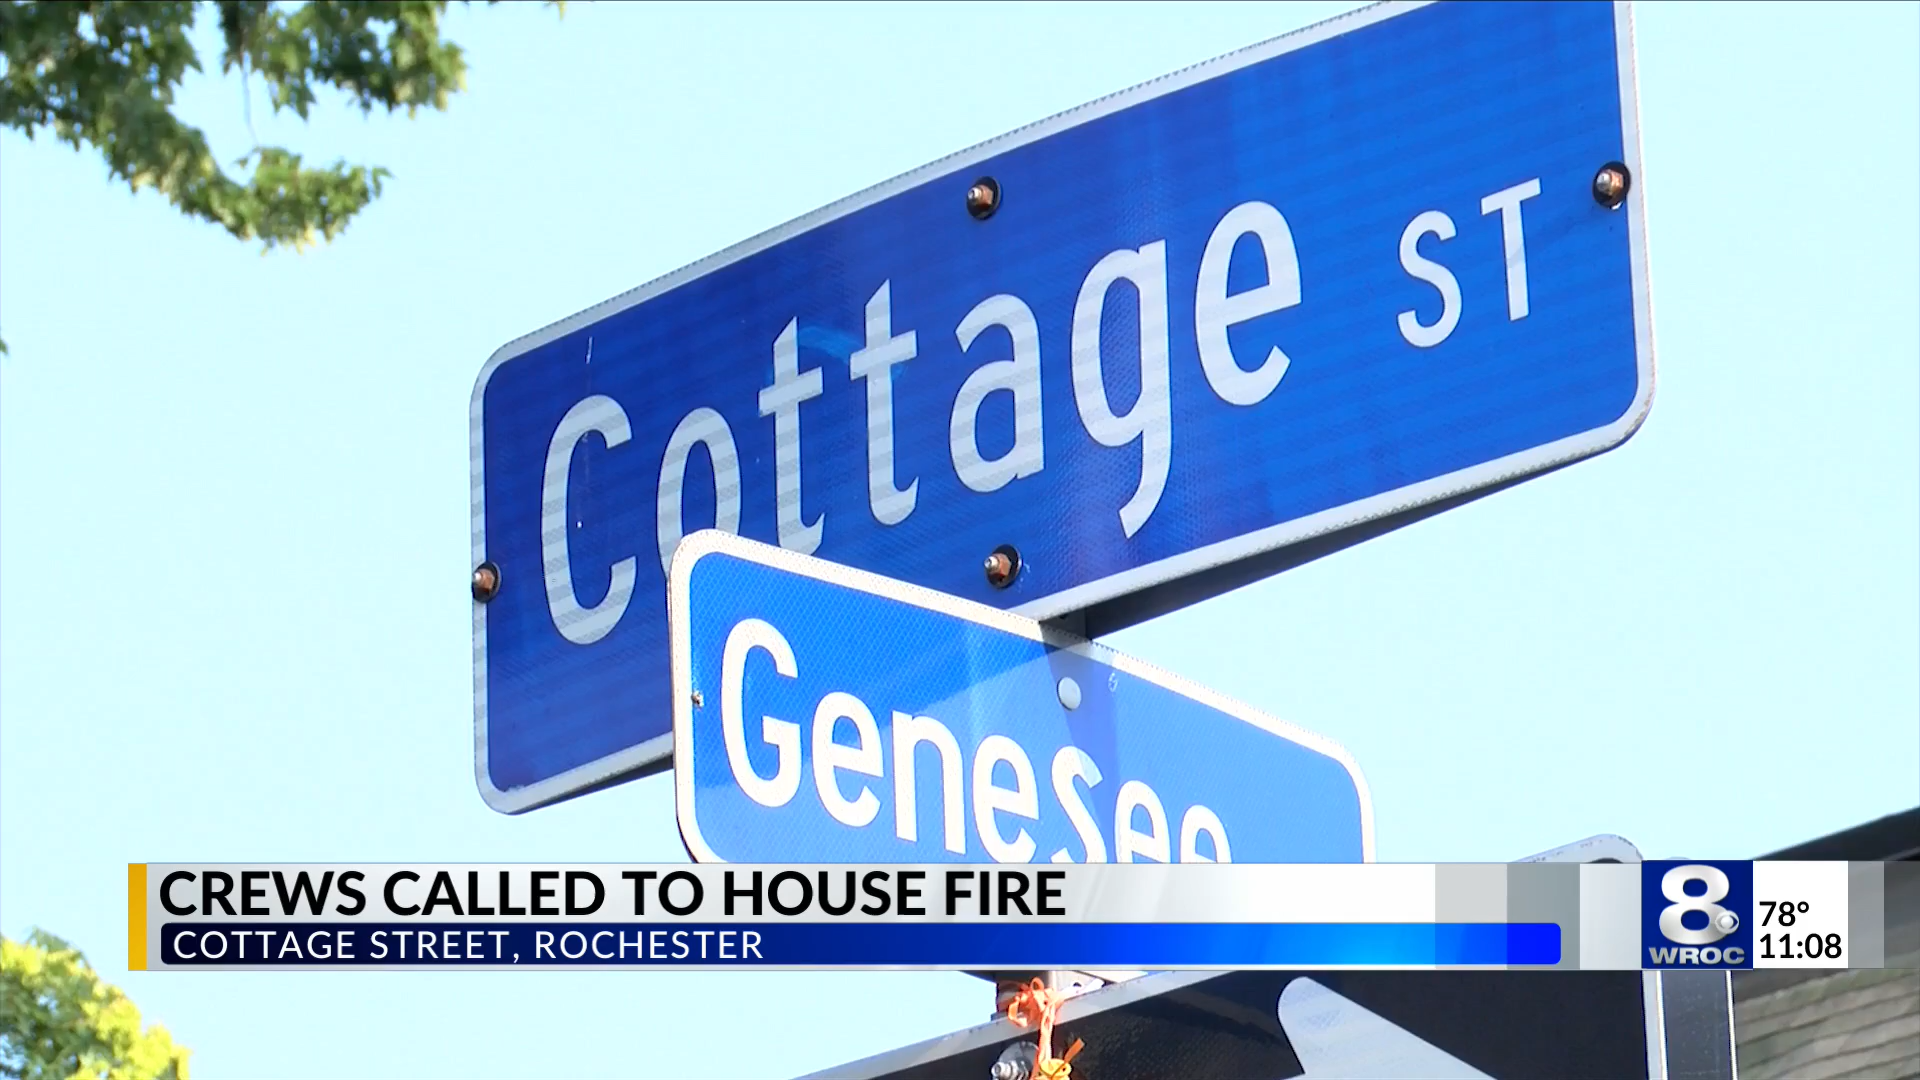 Cottage ST
Genesee
CREWS CALLED TO HOUSE FIRE
COTTAGE STREET, ROCHESTER
8
WROC
78°
11:08